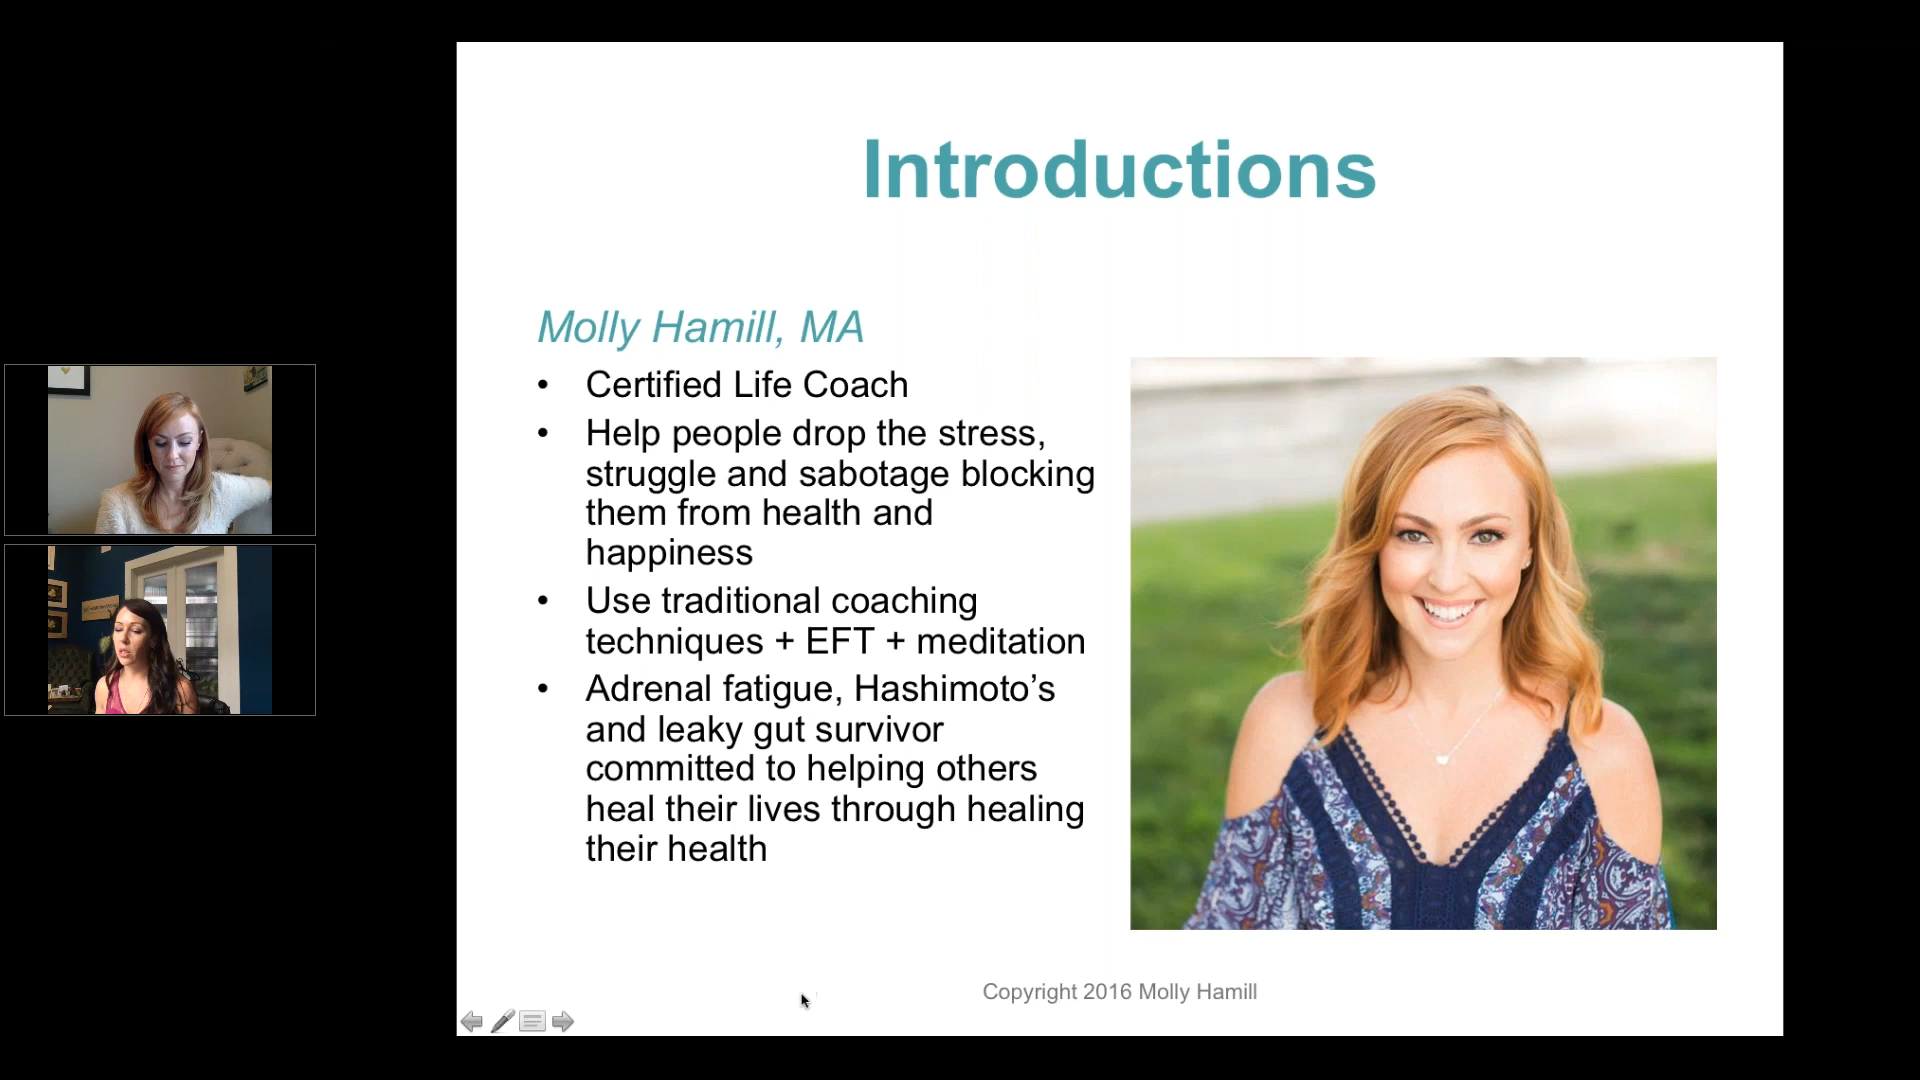 Introductions
Molly Hamill, MA
• Certified Life Coach
• Help people drop the stress,
struggle and sabotage blocking
them from health and
happiness
• Use traditional coaching
techniques + EFT + meditation
• Adrenal fatigue, Hashimoto’s
and leaky gut survivor
committed to helping others
heal their lives through healing
their health
Copyright 2016 Molly Hamill